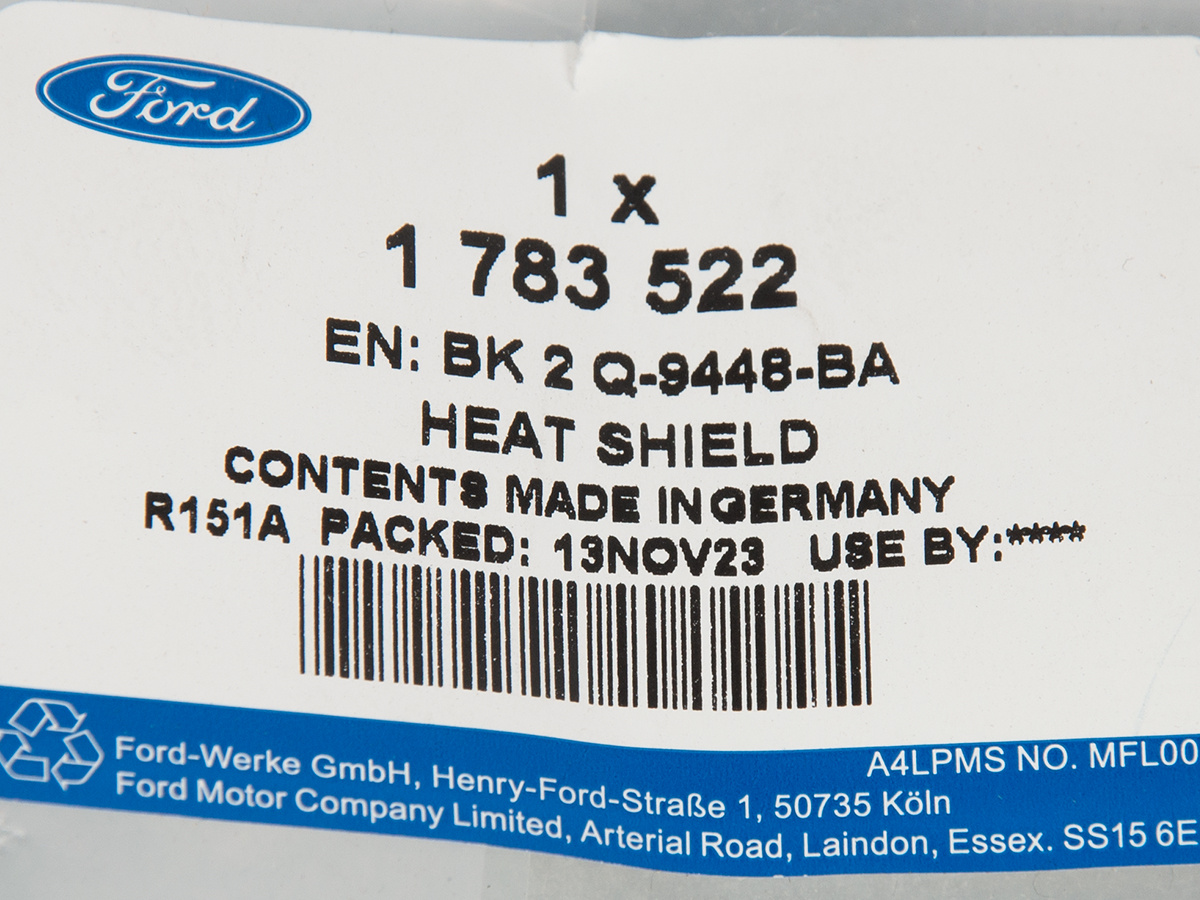 Ford
1 x
1 783 522
EN: BK 2 Q-9448-BA
HEAT SHIELD
CONTENTS MADE INGERMANY
R151A PACKED: 13NOV23 USE BY:****
A4LPMS NO. MFL00
Ford-Werke GmbH, Henry-Ford-Straße 1, 50735 Köln
Ford Motor Company Limited, Arterial Road, Laindon, Essex. SS15 6E